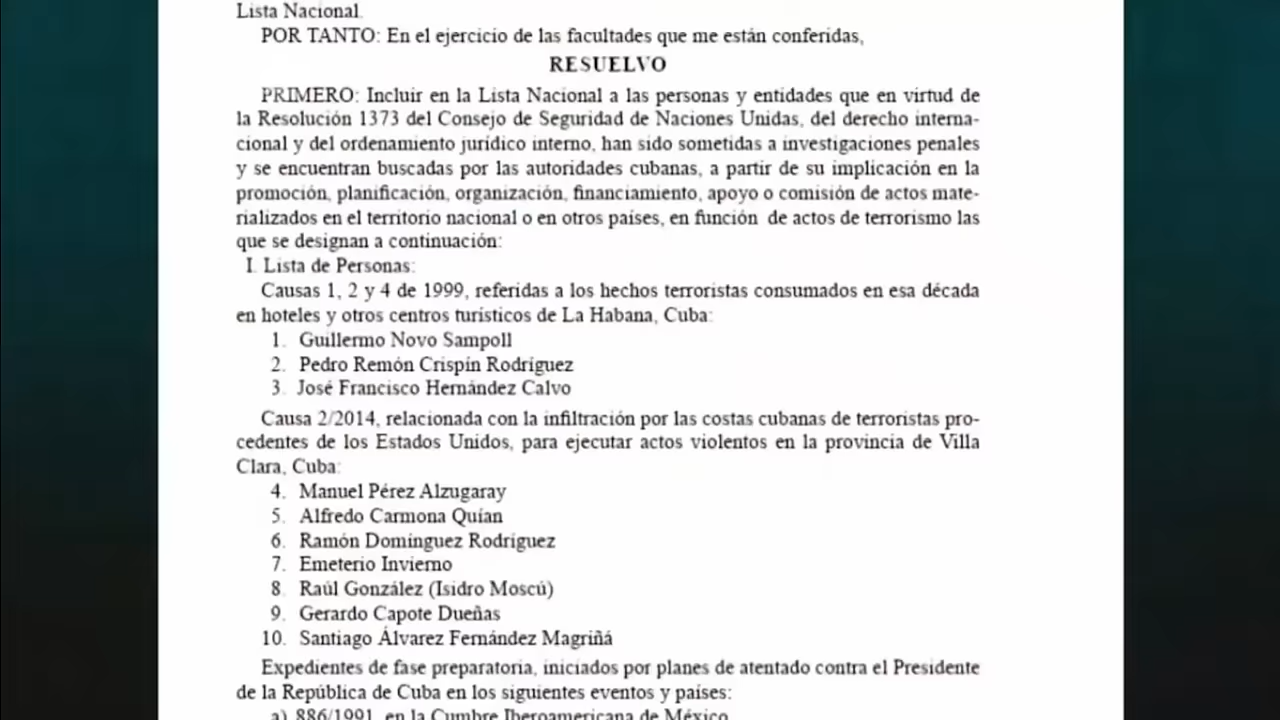 Lista Nacional.
POR TANTO: En el ejercicio de las facultades que me están conferidas,
RESUELVO
PRIMERO: Incluir en la Lista Nacional a las personas y entidades que en virtud de
la Resolución 1373 del Consejo de Seguridad de Naciones Unidas, del derecho interna-
cional y del ordenamiento jurídico interno, han sido sometidas a investigaciones penales
y se encuentran buscadas por las autoridades cubanas, a partir de su implicación en la
promoción, planificación, organización, financiamiento, apoyo o comisión de actos mate-
rializados en el territorio nacional o en otros países, en función de actos de terrorismo las
que se designan a continuación:
I. Lista de Personas:
Causas 1, 2 y 4 de 1999, referidas a los hechos terroristas consumados en esa década
en hoteles y otros centros turísticos de La Habana, Cuba:
1. Guillermo Novo Sampoll
2. Pedro Remón Crispín Rodríguez
3. José Francisco Hernández Calvo
Causa 2/2014, relacionada con la infiltración por las costas cubanas de terroristas pro-
cedentes de los Estados Unidos, para ejecutar actos violentos en la provincia de Villa
Clara, Cuba:
4. Manuel Pérez Alzugaray
5. Alfredo Carmona Quían
6. Ramón Domínguez Rodríguez
7. Emeterio Invierno
8. Raúl González (Isidro Moscú)
9. Gerardo Capote Dueñas
10. Santiago Álvarez Fernández Magriñá
Expedientes de fase preparatoria, iniciados por planes de atentado contra el Presidente
de la República de Cuba en los siguientes eventos y países:
a) 886/1991, en la Cumbre Iberoamericana de México